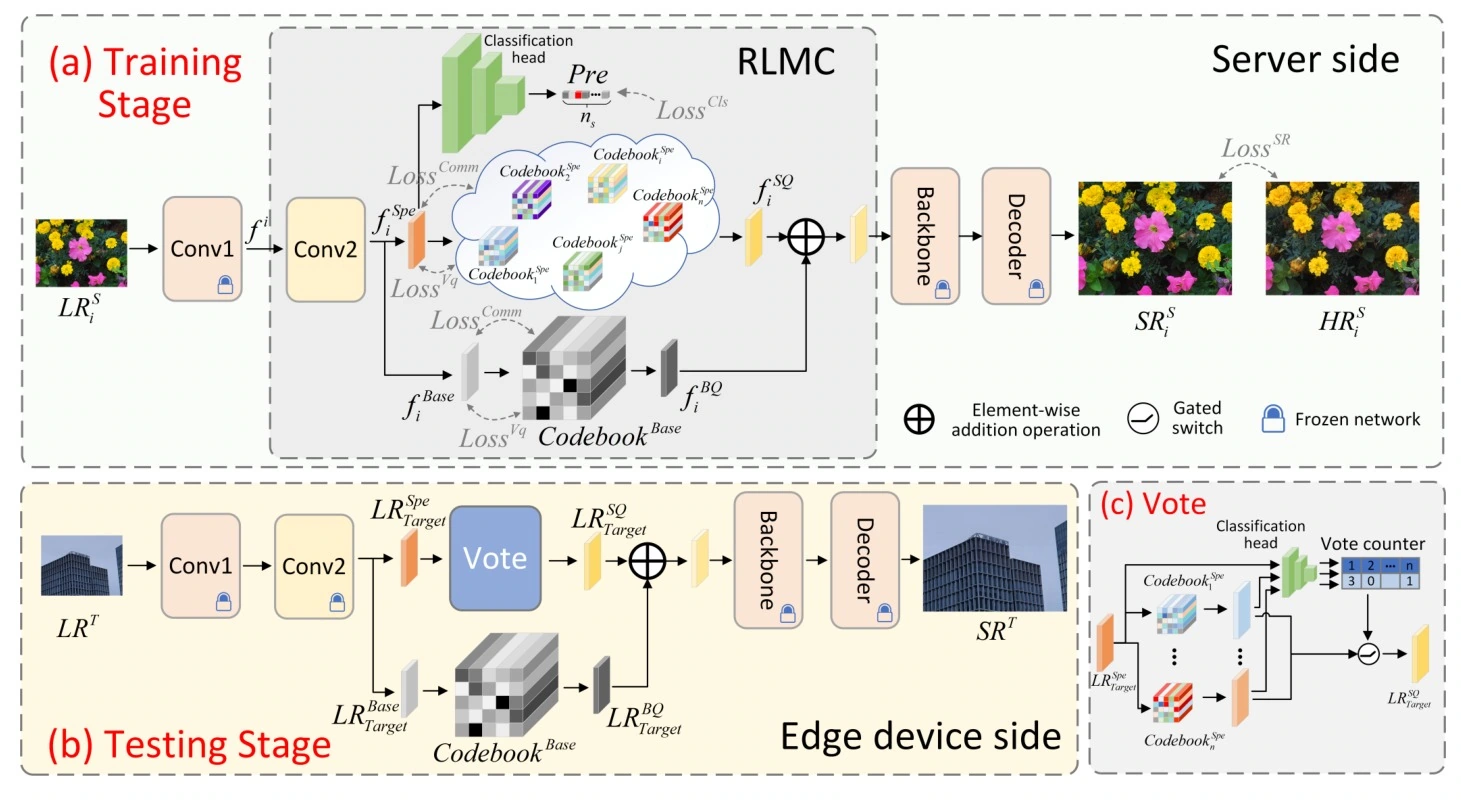 (a) Training
Stage
Classification
head
RLMC
Server side
Pre
n_s
Loss^Cls
Loss^Comm
Codebook_2^Spe
Codebook_i^Spe
Codebook_n^Spe
Codebook_j^Spe
Codebook_1^Spe
Loss^SR
LR_i^S
Conv1
f^i
Conv2
f_i^Spe
Loss^Vq
f_i^SQ
Backbone
Decoder
SR_i^S
HR_i^S
Loss^Comm
f_i^Base
Loss^Vq
Codebook^Base
f_i^BQ
Element-wise
addition operation
Gated
switch
Frozen network
LR^T
Conv1
Conv2
LR_Target^Spe
Vote
LR_Target^SQ
Backbone
Decoder
SR^T
LR_Target^Base
Codebook^Base
LR_Target^BQ
(b) Testing Stage
Edge device side
(c) Vote
Classification
head
Vote counter
1 2 ··· n
3 0 1
Codebook_1^Spe
LR_Target^Spe
Codebook_n^Spe
LR_Target^SQ